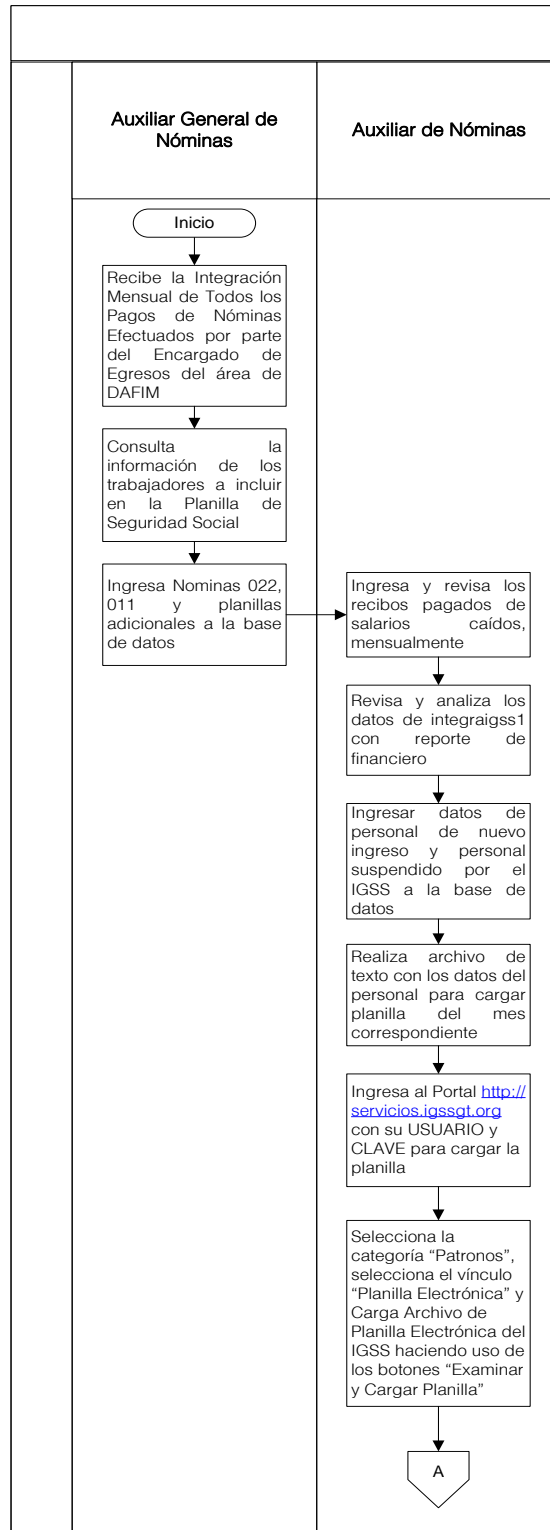 Auxiliar General de
Nóminas
Auxiliar de Nóminas
Inicio
Recibe la Integración
Mensual de Todos los
Pagos de Nóminas
Efectuados por parte
del Encargado de
Egresos del área de
DAFIM
Consulta la
información de los
trabajadores a incluir
en la Planilla de
Seguridad Social
Ingresa Nominas 022,
011 y planillas
adicionales a la base
de datos
Ingresa y revisa los
recibos pagados de
salarios caídos,
mensualmente
Revisa y analiza los
datos de integraigss1
con reporte de
financiero
Ingresar datos de
personal de nuevo
ingreso y personal
suspendido por el
IGSS a la base de
datos
Realiza archivo de
texto con los datos del
personal para cargar
planilla del mes
correspondiente
Ingresa al Portal http://
servicios.igssgt.org
con su USUARIO y
CLAVE para cargar la
planilla
Selecciona la
categoría “Patronos”,
selecciona el vínculo
“Planilla Electrónica” y
Carga Archivo de
Planilla Electrónica del
IGSS haciendo uso de
los botones “Examinar
y Cargar Planilla”
A